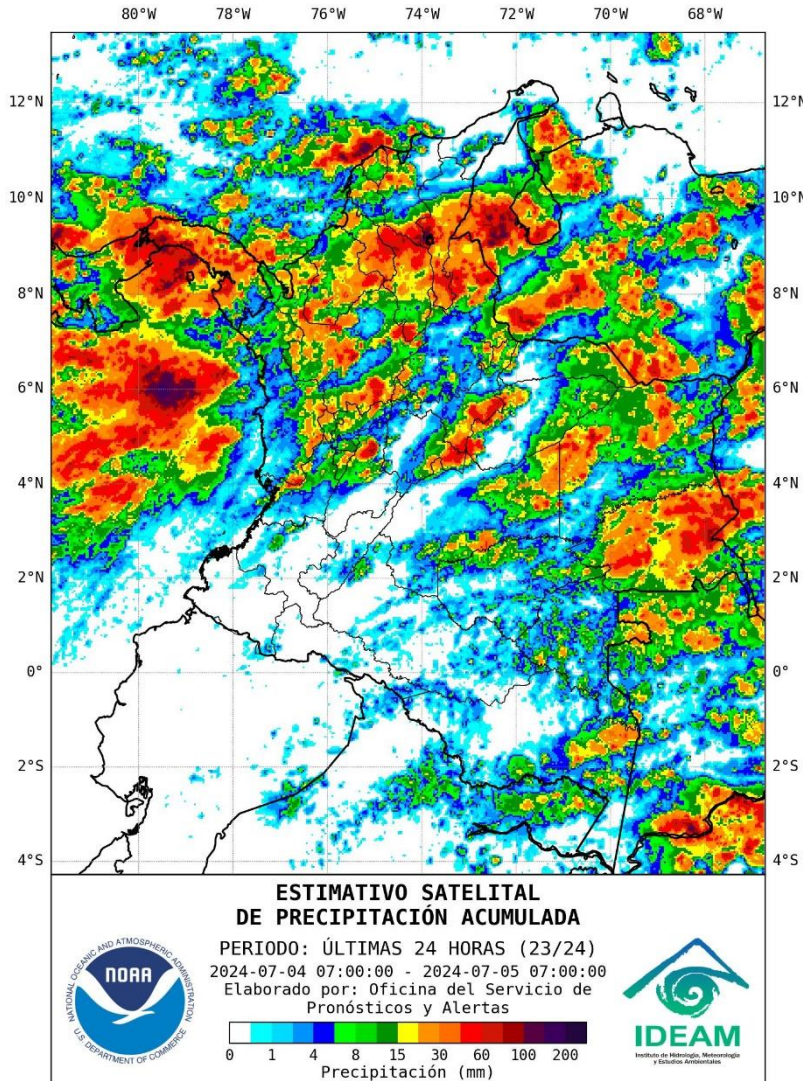 80°W 78°W 76°W 74°W 72°W 70°W 68°W
12°N 12°N
10°N 10°N
8°N 8°N
6°N 6°N
4°N 4°N
2°N 2°N
0° 0°
2°S 2°S
4°S 4°S
ESTIMATIVO SATELITAL
DE PRECIPITACIÓN ACUMULADA
PERIODO: ÚLTIMAS 24 HORAS (23/24)
2024-07-04 07:00:00 - 2024-07-05 07:00:00
Elaborado por: Oficina del Servicio de
Pronósticos y Alertas
0 1 4 8 15 30 60 100 200
Precipitación (mm)
NATIONAL OCEANIC AND ATMOSPHERIC ADMINISTRATION
NOAA
U.S. DEPARTMENT OF COMMERCE
IDEAM
Instituto de Hidrología, Meteorología
y Estudios Ambientales